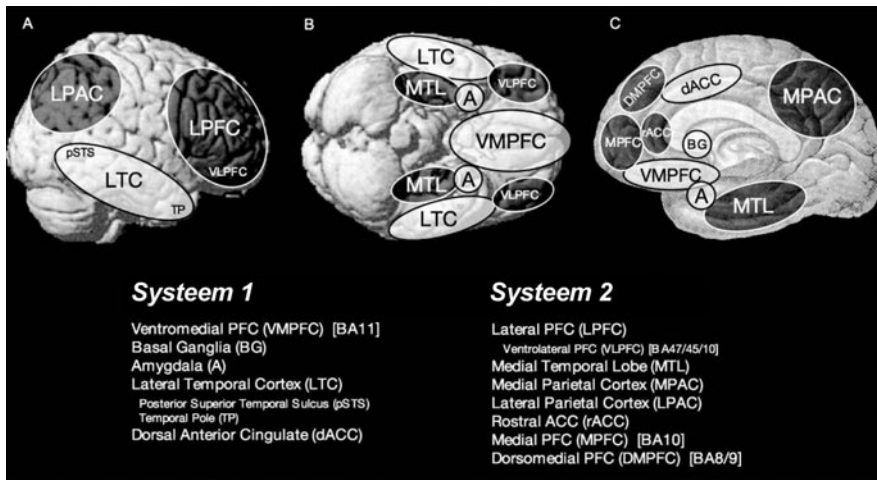 A
LPAC
LPFC
pSTS
LTC
VLPFC
TP
B
LTC
MTL
A
VLPFC
VMPFC
MTL
A
VLPFC
LTC
C
DMPFC
dACC
MPAC
MPFC
rACC
BG
VMPFC
A
MTL
Systeem 1
Ventromedial PFC (VMPFC) [BA11]
Basal Ganglia (BG)
Amygdala (A)
Lateral Temporal Cortex (LTC)
Posterior Superior Temporal Sulcus (pSTS)
Temporal Pole (TP)
Dorsal Anterior Cingulate (dACC)
Systeem 2
Lateral PFC (LPFC)
Ventrolateral PFC (VLPFC) [BA47/45/10]
Medial Temporal Lobe (MTL)
Medial Parietal Cortex (MPAC)
Lateral Parietal Cortex (LPAC)
Rostral ACC (rACC)
Medial PFC (MPFC) [BA10]
Dorsomedial PFC (DMPFC) [BA8/9]